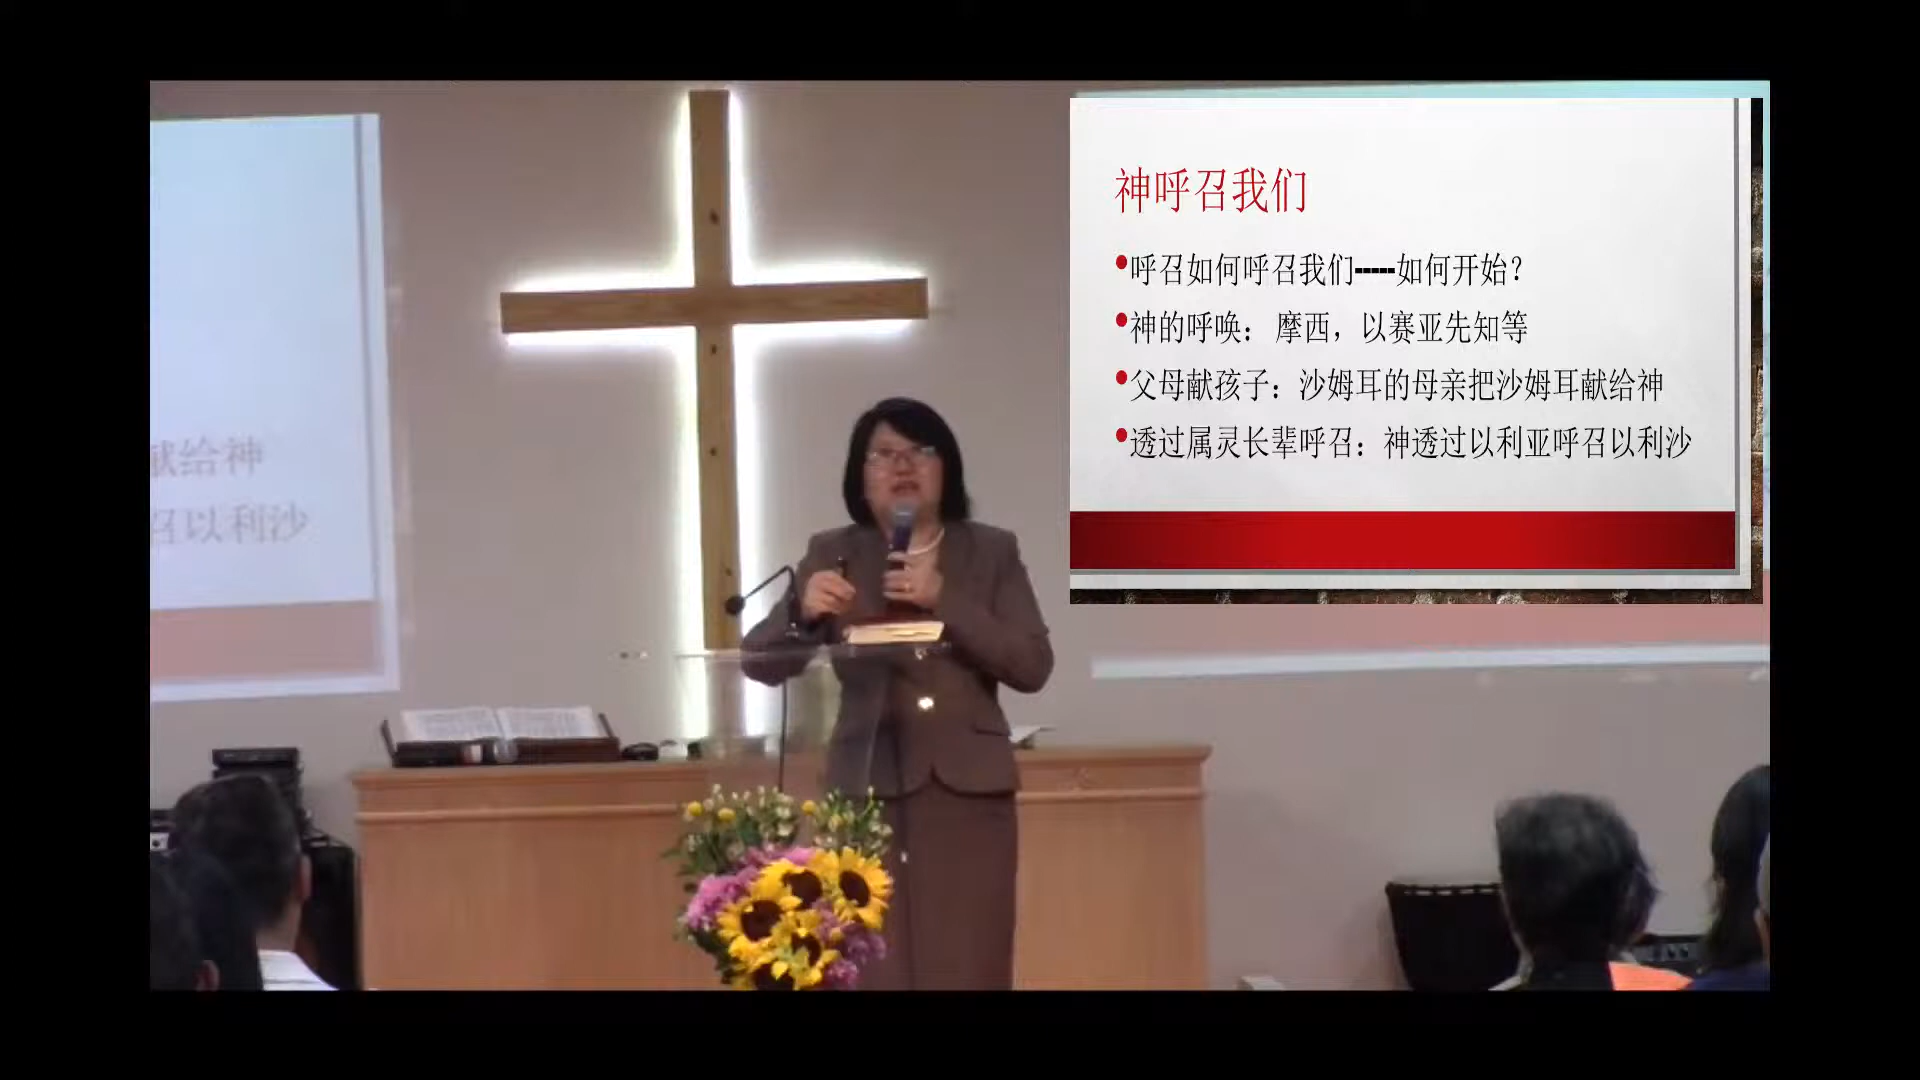 神呼召我们
•呼召如何呼召我们-----如何开始?
•神的呼唤： 摩西，以赛亚先知等
•父母献孩子：沙姆耳的母亲把沙姆耳献给神
•透过属灵长辈呼召：神透过以利亚呼召以利沙
献给神
召以利沙